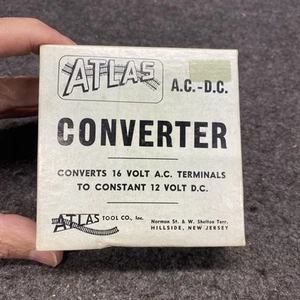 ATLAS
A.C.-D.C.
CONVERTER
CONVERTS 16 VOLT A.C. TERMINALS
TO CONSTANT 12 VOLT D.C.
ATLAS TOOL CO., Inc.
Norman St. & W. Shelton Terr.
HILLSIDE, NEW JERSEY